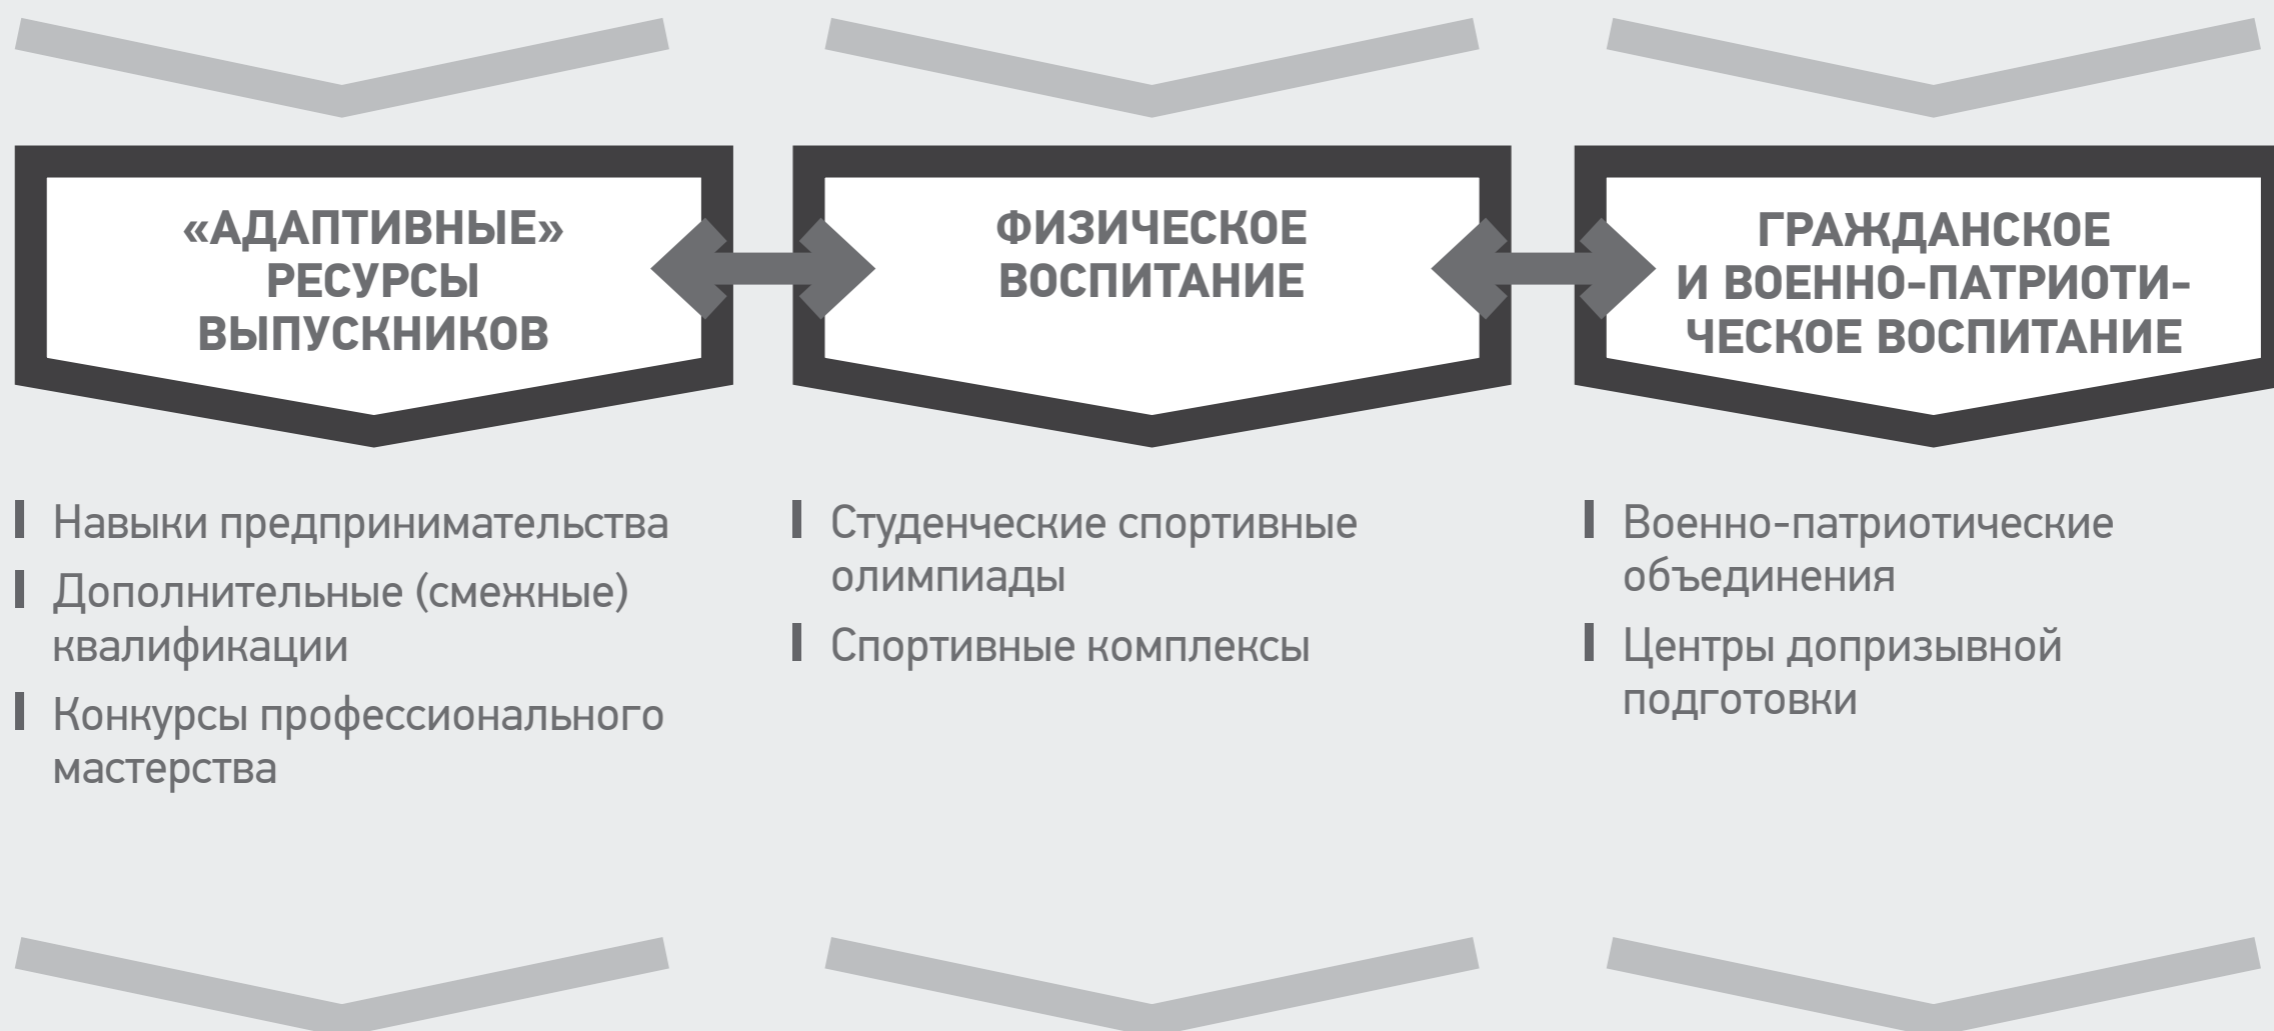 «АДАПТИВНЫЕ»
РЕСУРСЫ
ВЫПУСКНИКОВ
Навыки предпринимательства
Дополнительные (смежные)
квалификации
Конкурсы профессионального
мастерства
ФИЗИЧЕСКОЕ
ВОСПИТАНИЕ
Студенческие спортивные
олимпиады
Спортивные комплексы
ГРАЖДАНСКОЕ
И ВОЕННО-ПАТРИОТИ-
ЧЕСКОЕ ВОСПИТАНИЕ
Военно-патриотические
объединения
Центры допризывной
подготовки